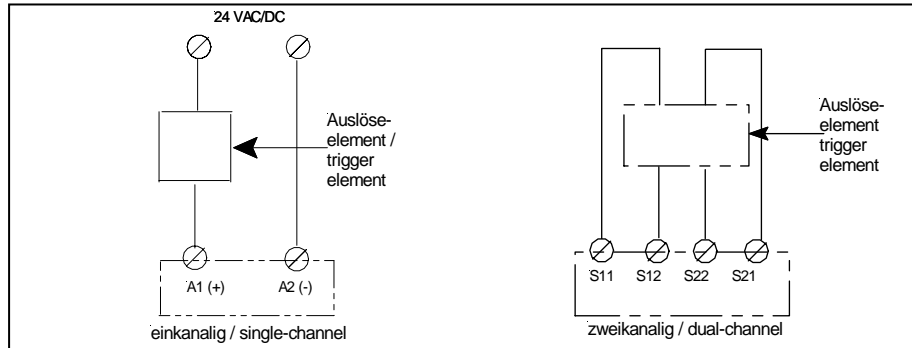 24 VAC/DC
Auslöse-
element /
trigger
element
A1 (+) A2 (-)
einkanalig / single-channel
Auslöse-
element
trigger
element
S11 S12 S22 S21
zweikanalig / dual-channel